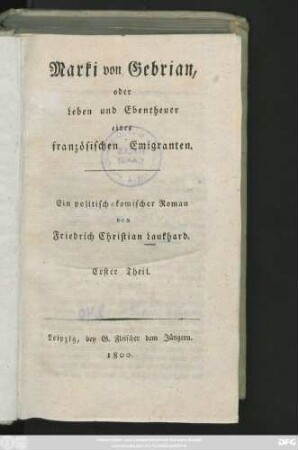 Marki von Gebrian,
oder
Leben und Ebentheuer
eines
französischen Emigranten.
Ein politisch-komischer Roman
von
Friedrich Christian Laukhard.
Erster Theil.
Leipzig, bey G. Fleischer dem Jüngern.
1800.